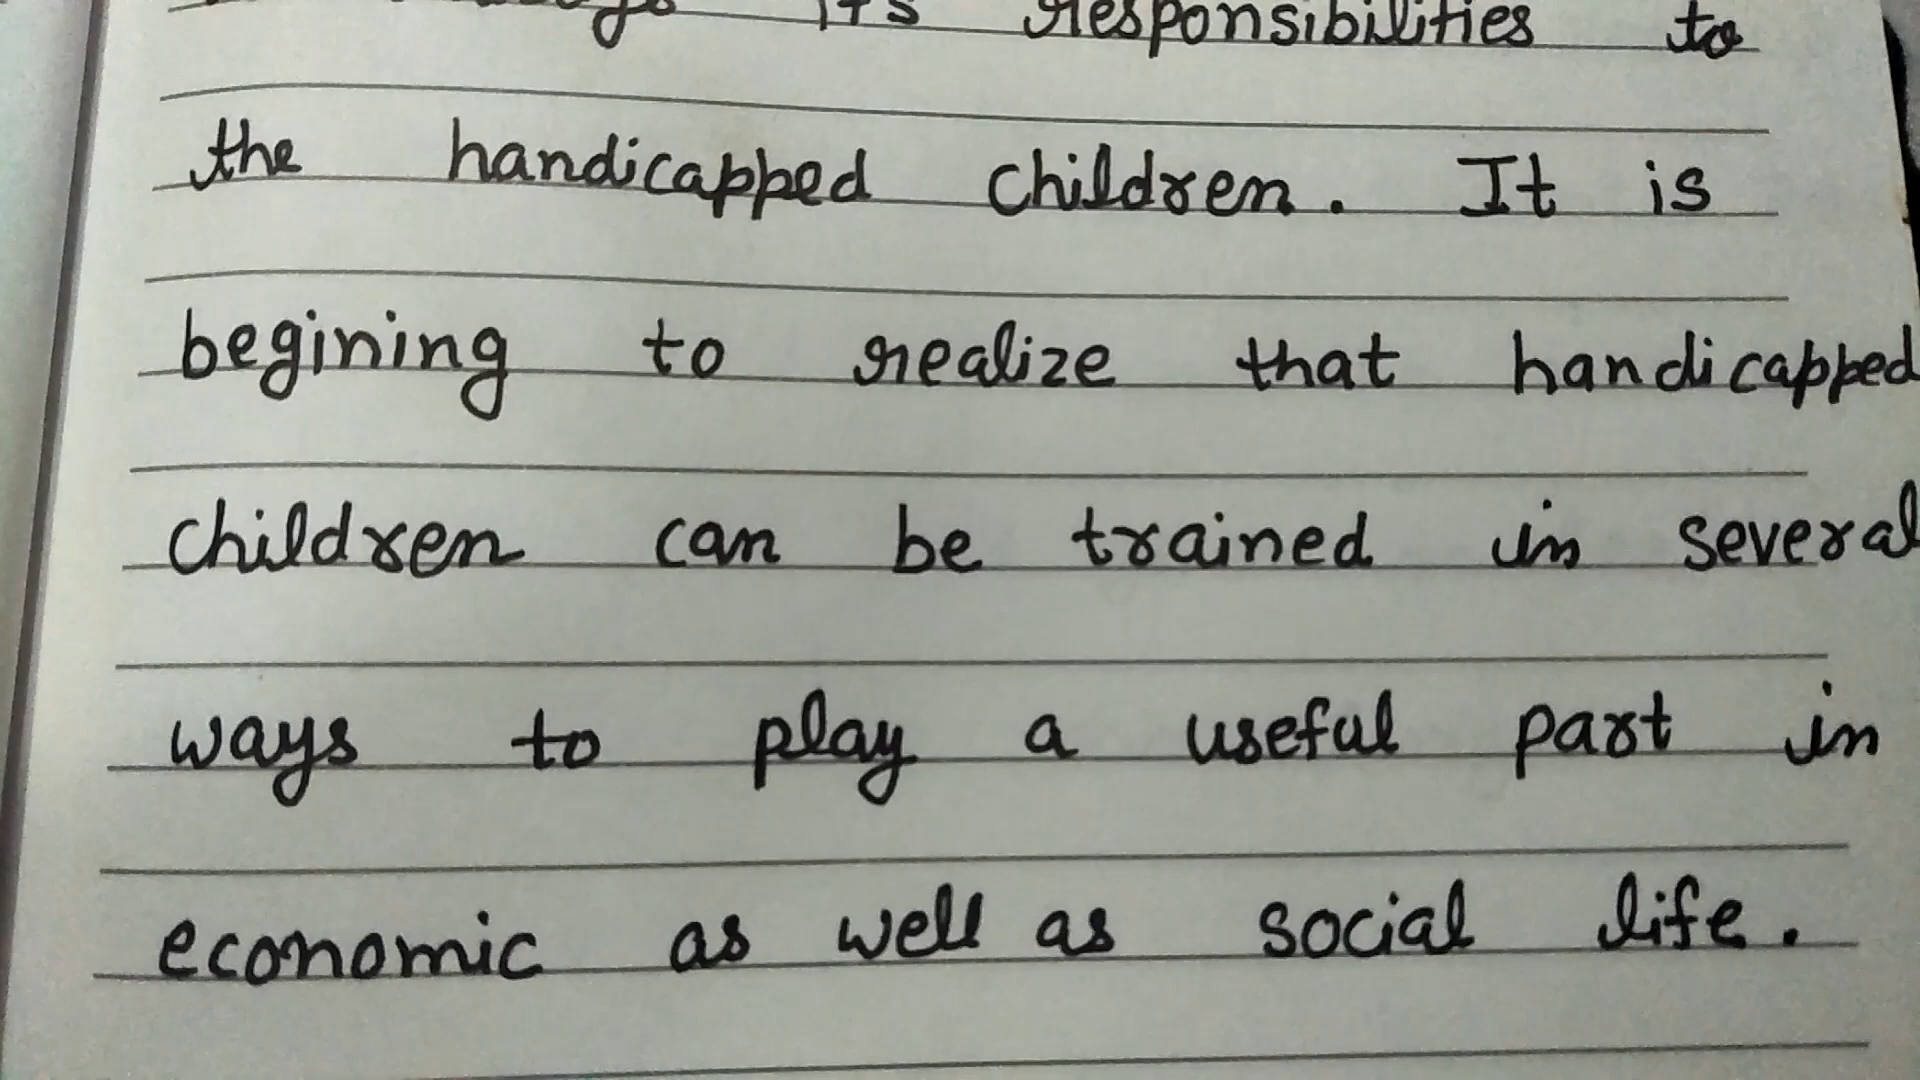 its responsibilities to
the handicapped children. It is
begining to realize that handicapped
children can be trained in several
ways to play a useful part in
economic as well as social life.